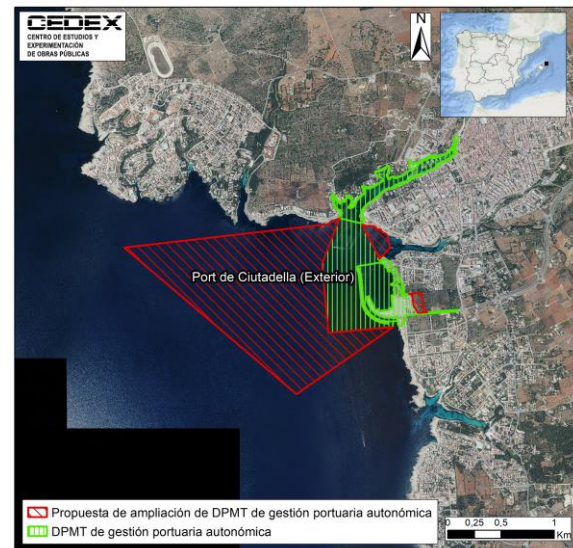 CEDEX
CENTRO DE ESTUDIOS Y
EXPERIMENTACIÓN
DE OBRAS PÚBLICAS
N
Port de Ciutadella (Exterior)
Propuesta de ampliación de DPMT de gestión portuaria autonómica
DPMT de gestión portuaria autonómica
0 0,25 0,5 1
Km